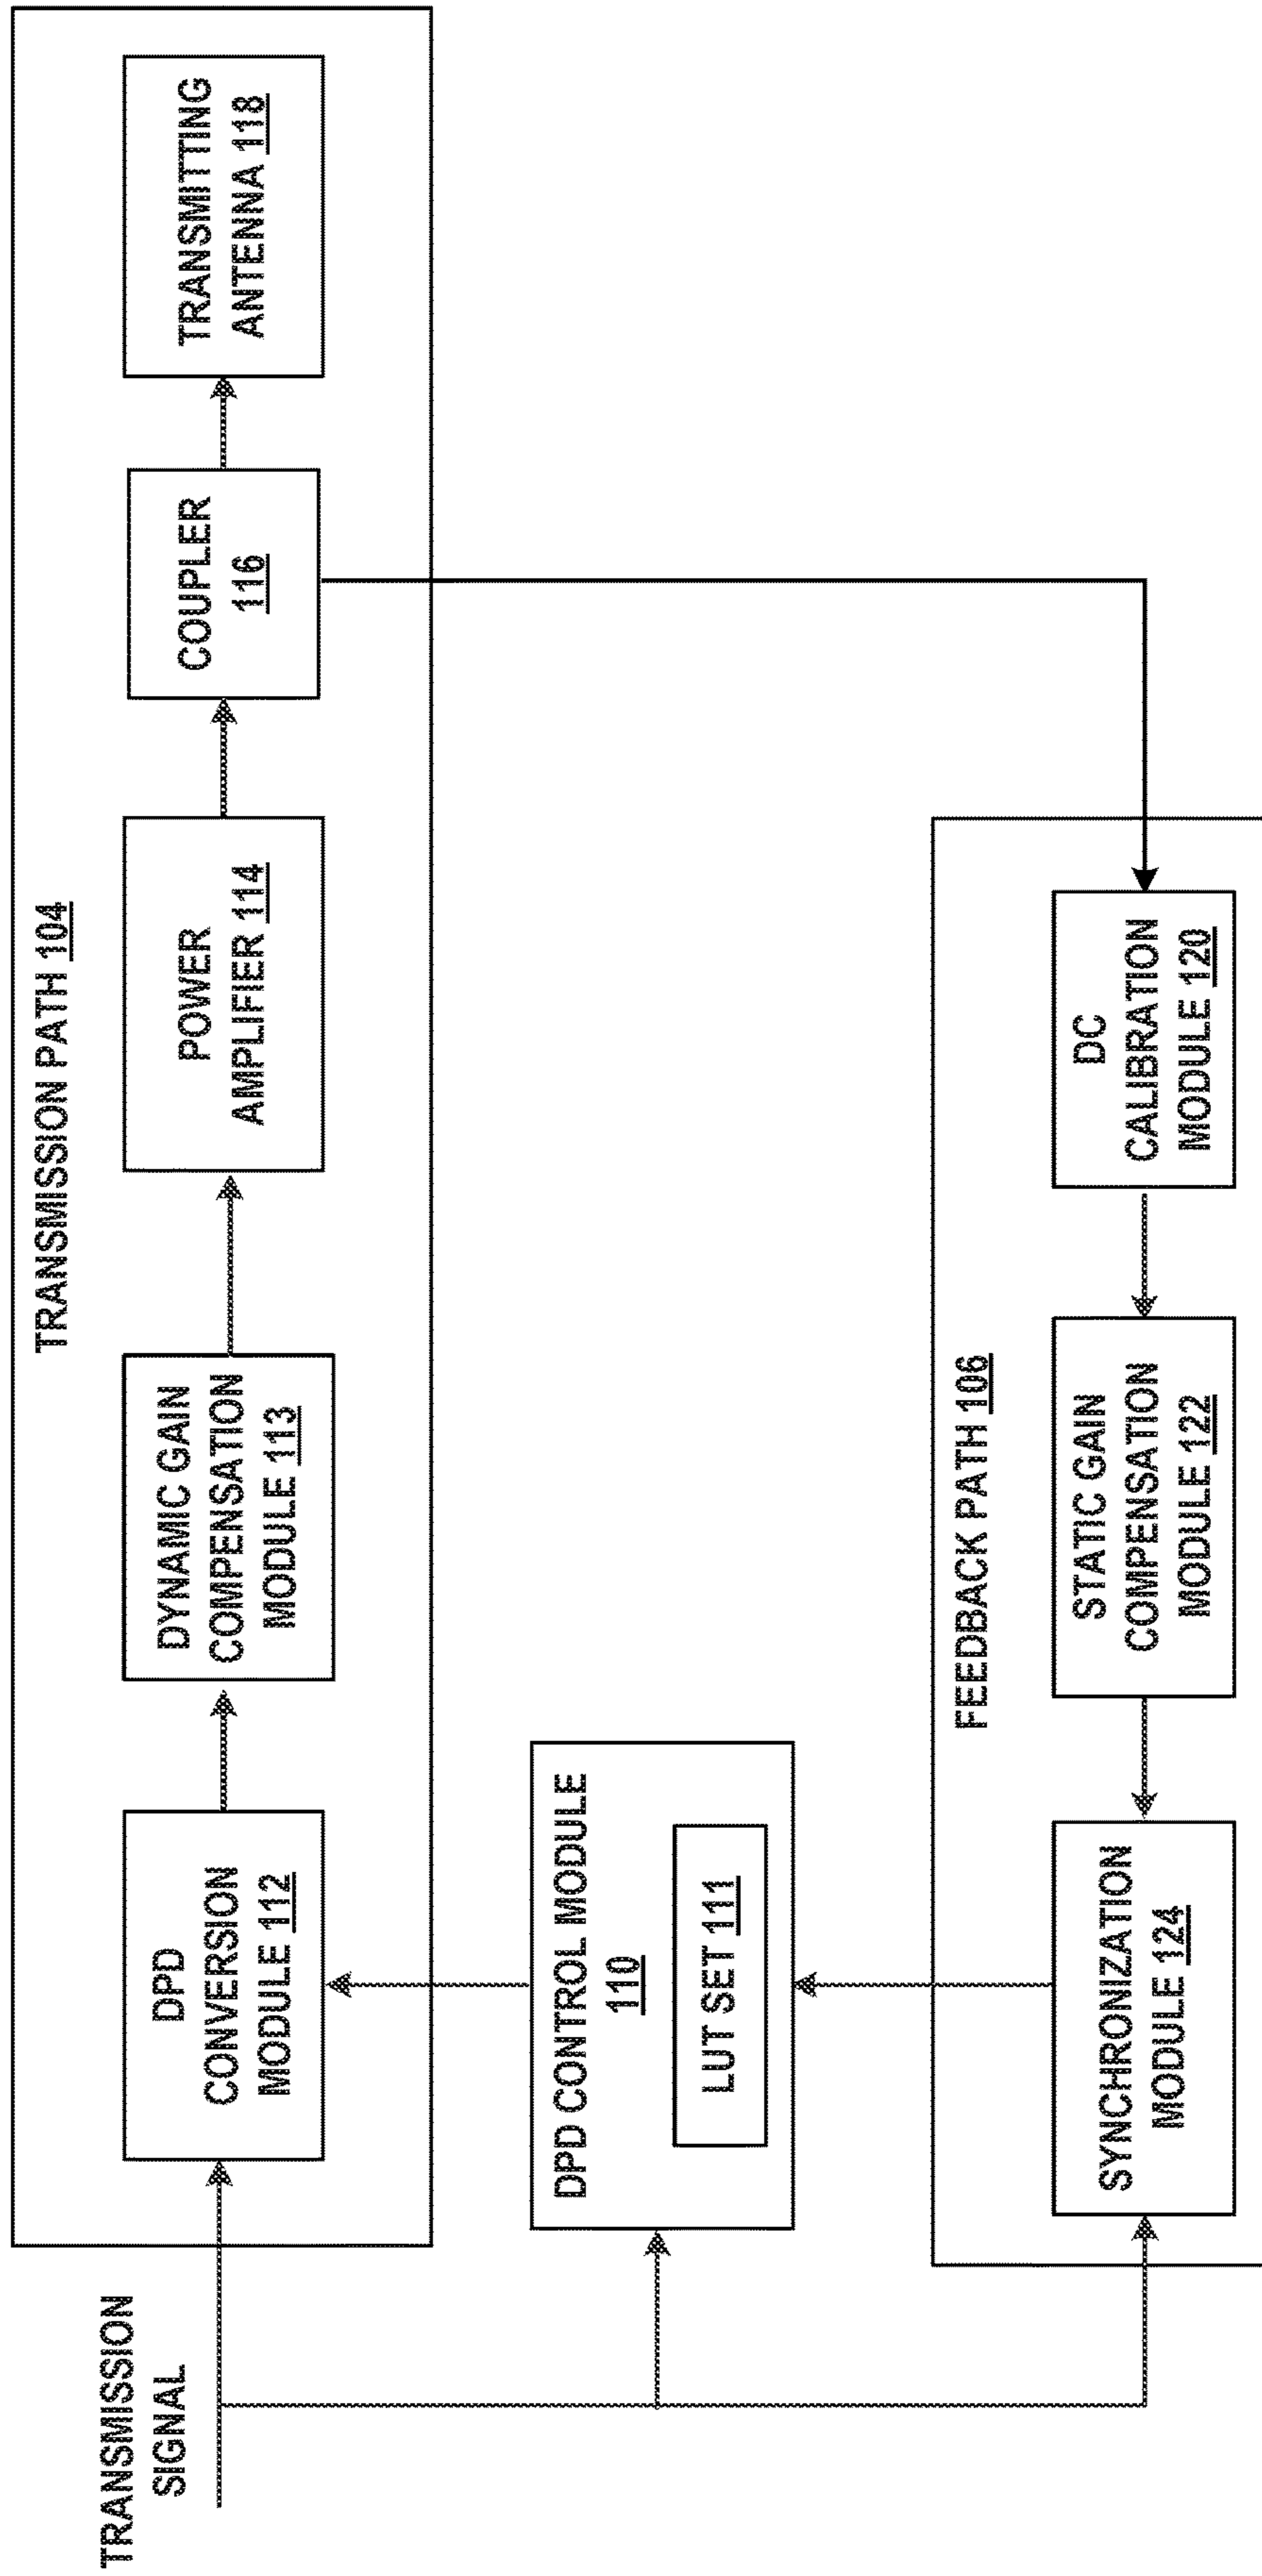 TRANSMISSION PATH 104
TRANSMISSION
SIGNAL
DPD
CONVERSION
MODULE 112
DYNAMIC GAIN
COMPENSATION
MODULE 113
POWER
AMPLIFIER 114
COUPLER
116
TRANSMITTING
ANTENNA 118
DPD CONTROL MODULE
110
LUT SET 111
FEEDBACK PATH 106
SYNCHRONIZATION
MODULE 124
STATIC GAIN
COMPENSATION
MODULE 122
DC
CALIBRATION
MODULE 120